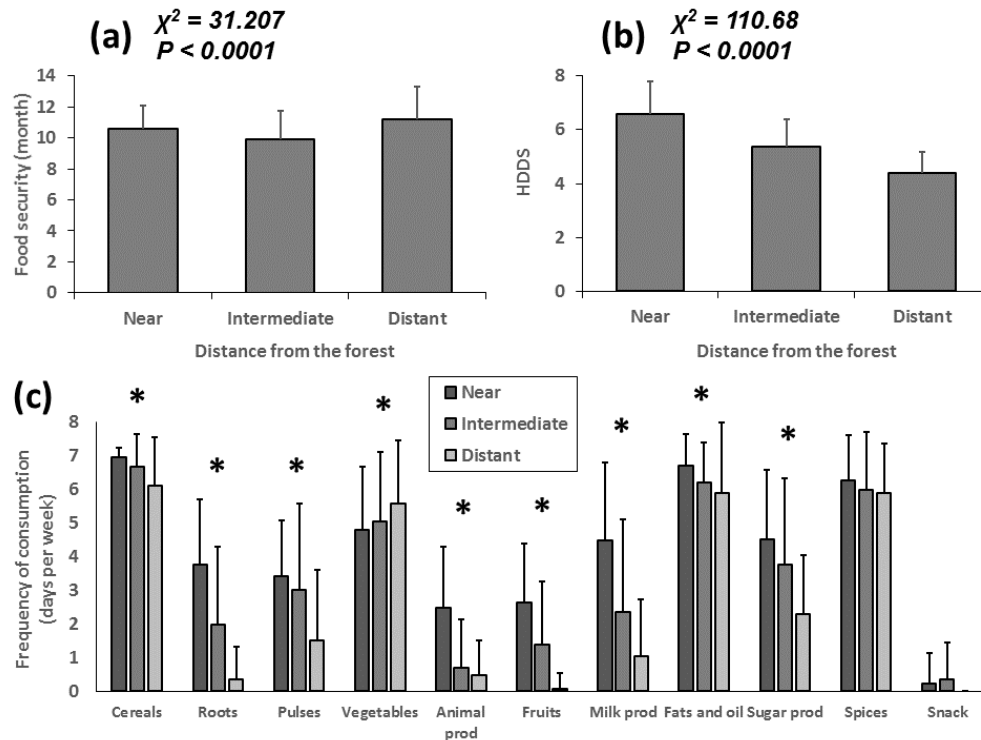 (a) χ² = 31.207
P < 0.0001
Food security (month)
14
12
10
8
6
4
2
0
Near Intermediate Distant
Distance from the forest
(b) χ² = 110.68
P < 0.0001
HDDS
8
6
4
2
0
Near Intermediate Distant
Distance from the forest
(c)
Near
Intermediate
Distant
Frequency of consumption
(days per week)
8
7
6
5
4
3
2
1
0
* * * * * * * * *
Cereals Roots Pulses Vegetables Animal prod Fruits Milk prod Fats and oil Sugar prod Spices Snack